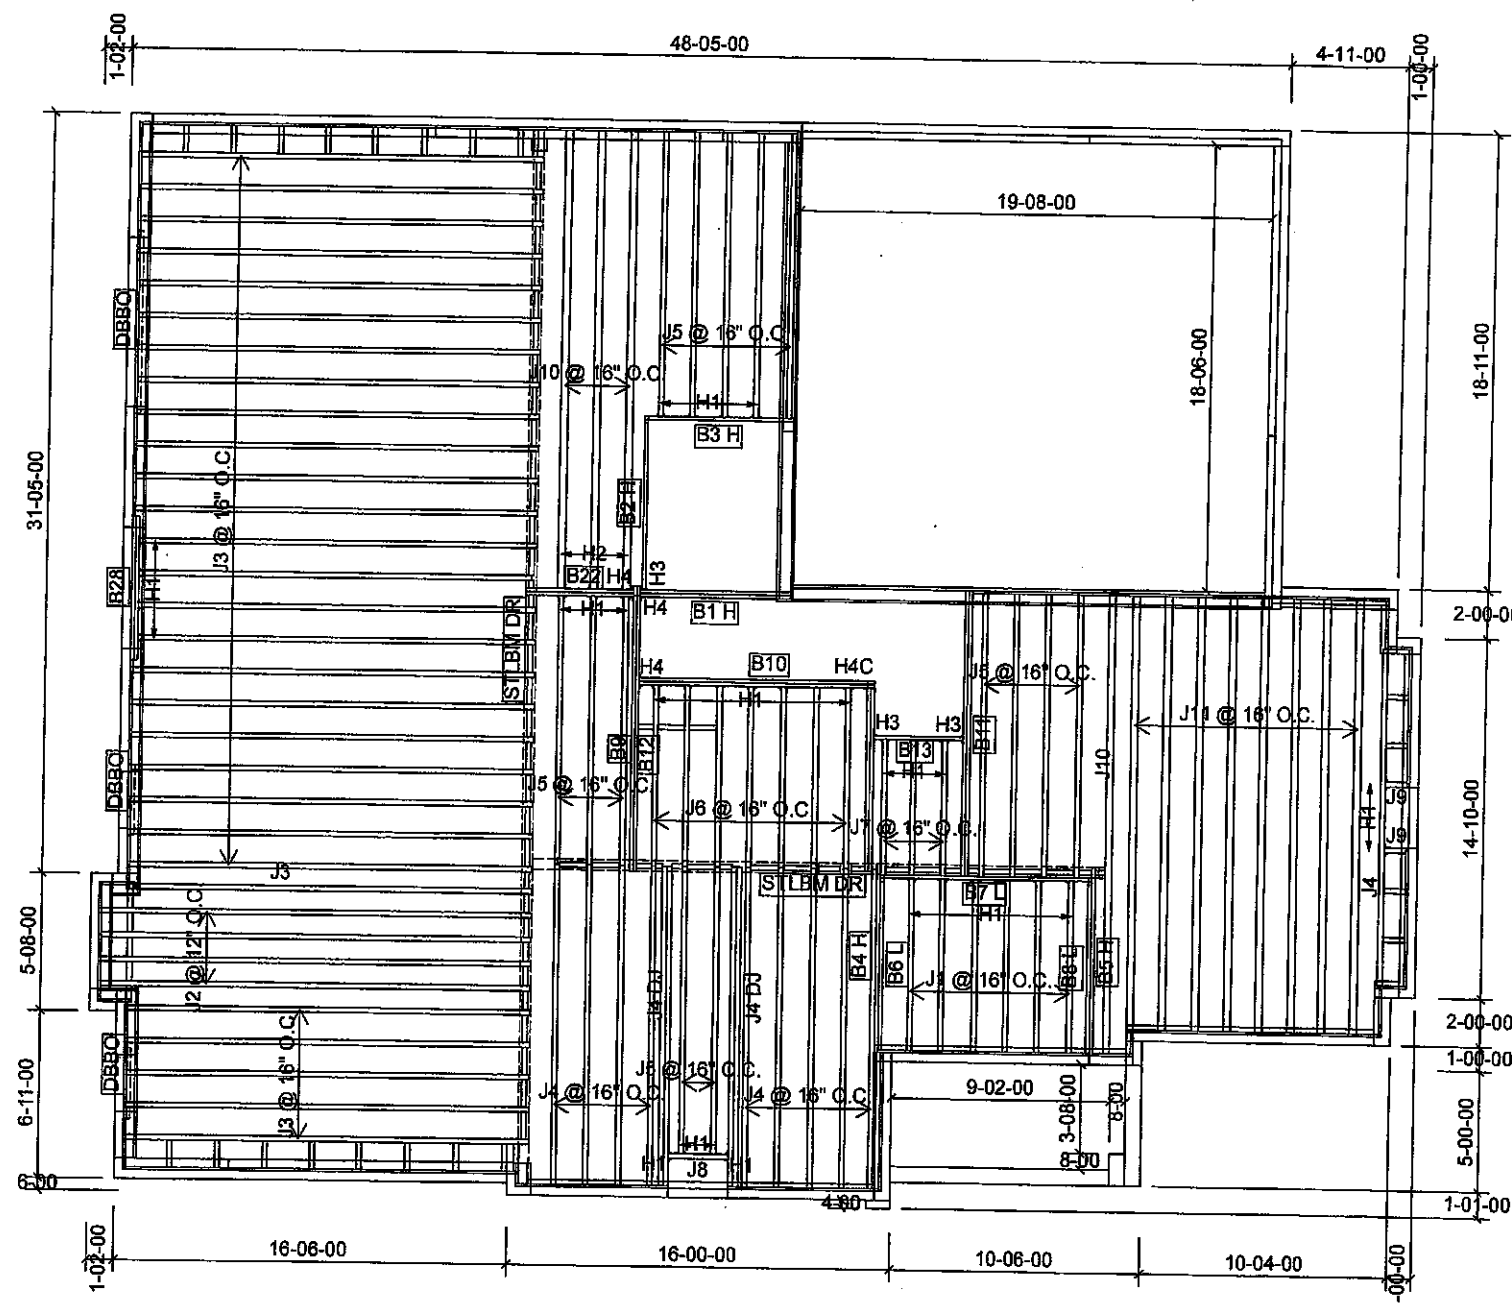 1-02-00
48-05-00
4-11-00
1-00-00
19-08-00
DBBO
J5 @ 16" O.C
18-06-00
18-11-00
J10 @ 16" O.C
H1
B3 H
31-05-00
J3 @ 16" O.C
B2 H
H2
B22 H4
H3
B28
H1
H1
H4
B1 H
2-00-0
STLBM DR
H4
B10
H4C
J5 @ 16" O.C.
H1
J11 @ 16" O.C.
H3
H3
B11
B9
B12
B13
H1
J10
DBBO
J5 @ 16" O.C
J6 @ 16" O.C.
J7 @ 16" O.C.
J9
H1
J9
14-10-00
J3
STLBM DR
B7 L
J4
H1
5-08-00
J2 @ 12" O.C
B4 H
B6 L
B8 L
B5 H
J4 DJ
J4 DJ
J1 @ 16" O.C.
2-00-00
1-00-00
DBBO
J3 @ 16" O.C
J5 @ 16" O.C.
6-11-00
J4 @ 16" O.C
J4 @ 16" O.C.
9-02-00
3-08-00
8-00
5-00-00
H1
H1
J8
8-00
6-00
1-01-00
1-02-00
16-06-00
16-00-00
10-06-00
10-04-00
-00-00